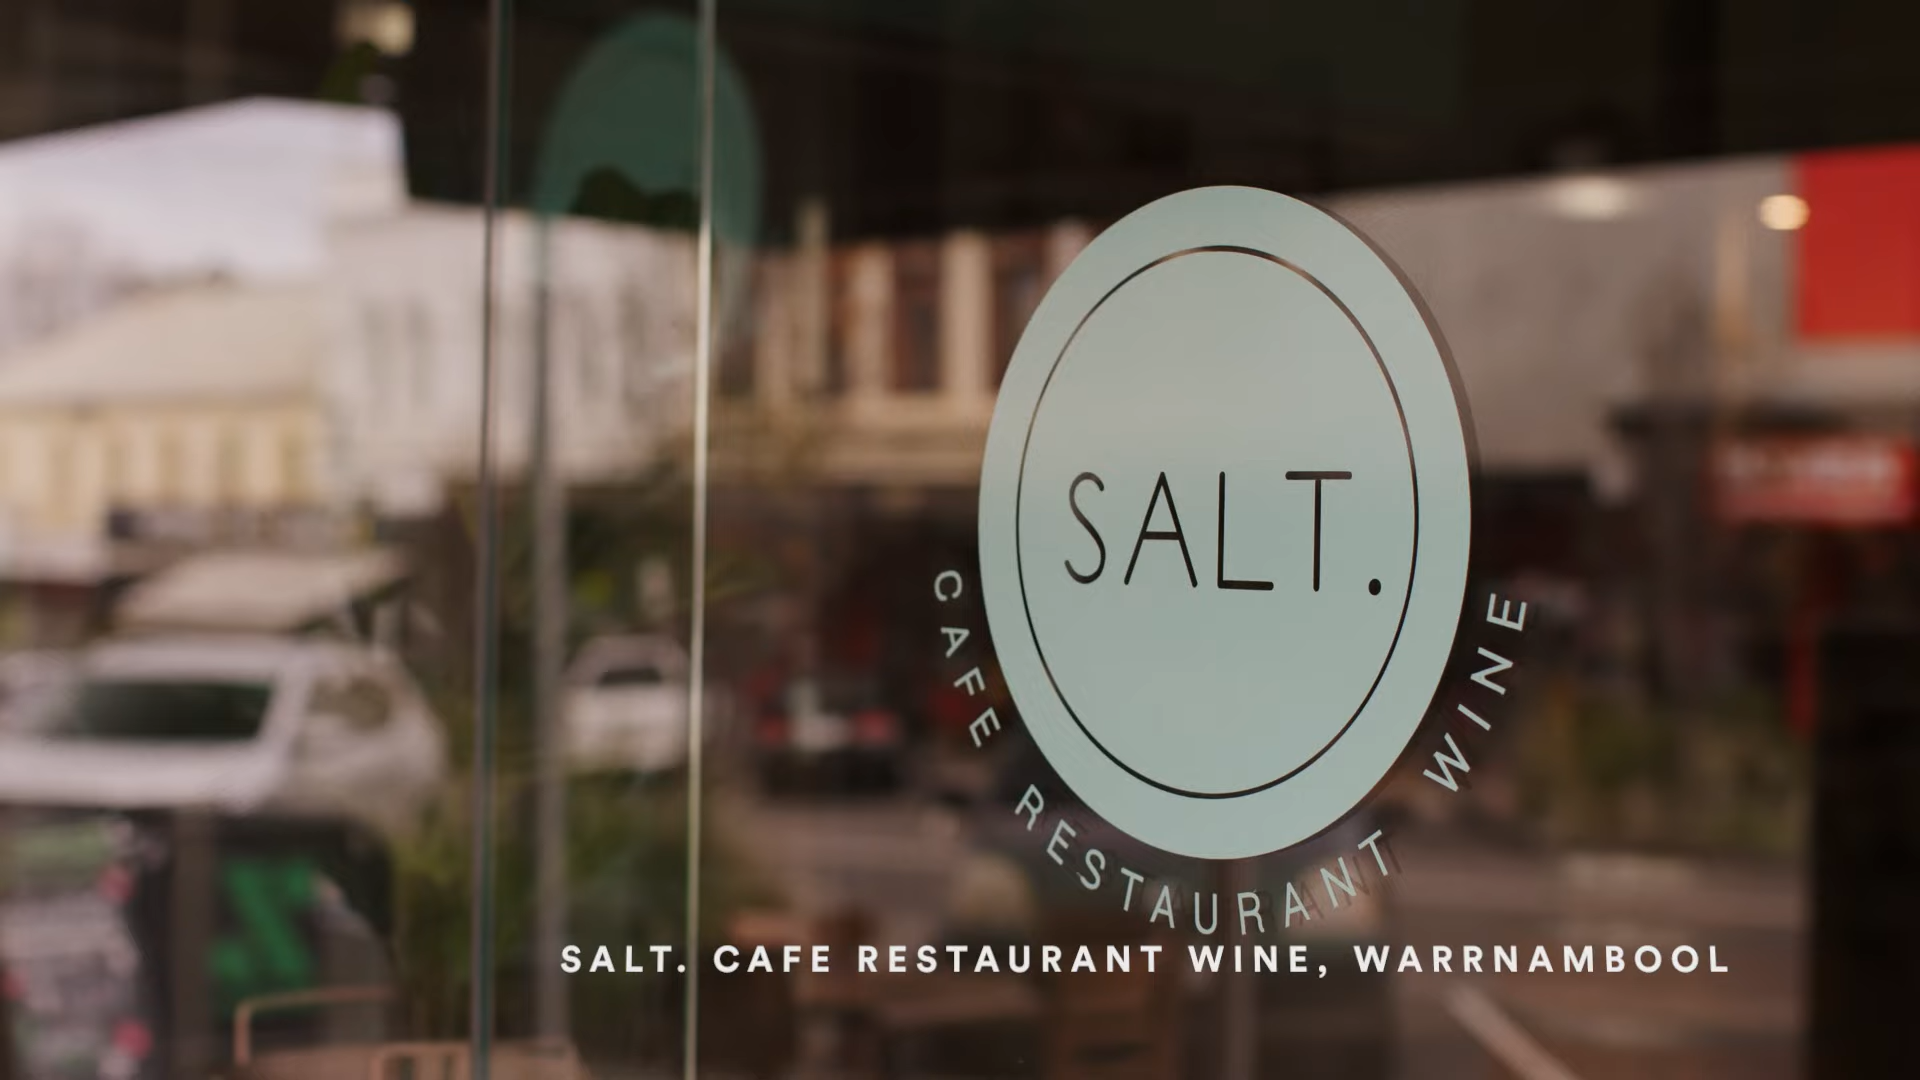 SALT.
CAFE RESTAURANT WINE
SALT. CAFE RESTAURANT WINE, WARRNAMBOOL